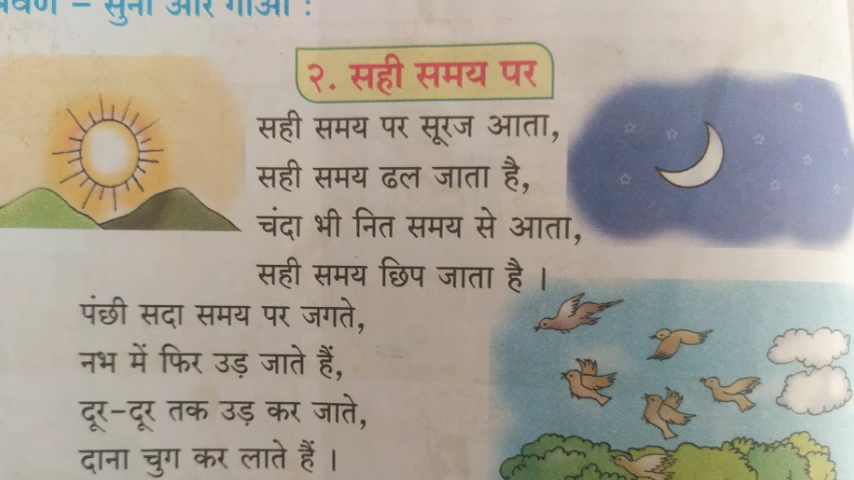 श्रवण – सुनो और गाओ :
२. सही समय पर
सही समय पर सूरज आता,
सही समय ढल जाता है,
चंदा भी नित समय से आता,
सही समय छिप जाता है ।
पंछी सदा समय पर जगते,
नभ में फिर उड़ जाते हैं,
दूर-दूर तक उड़ कर जाते,
दाना चुग कर लाते हैं ।